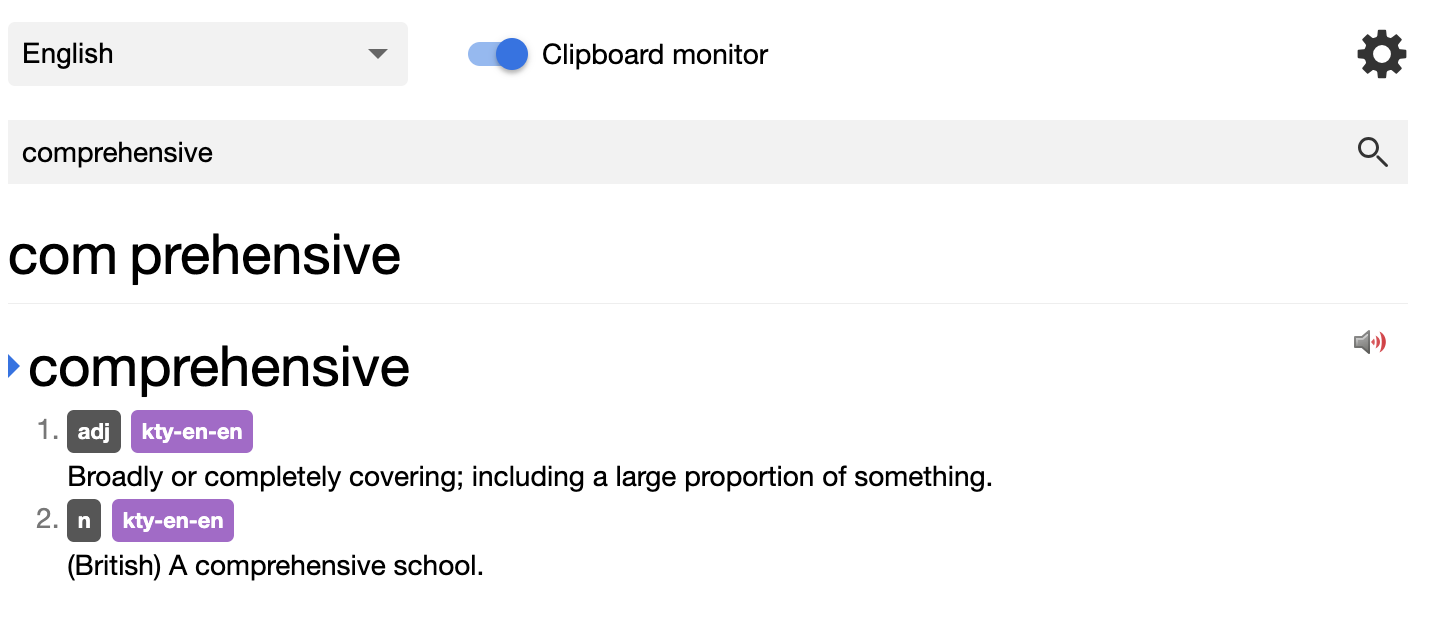 English
Clipboard monitor
comprehensive
com prehensive
comprehensive
1. adj kty-en-en
Broadly or completely covering; including a large proportion of something.
2. n kty-en-en
(British) A comprehensive school.